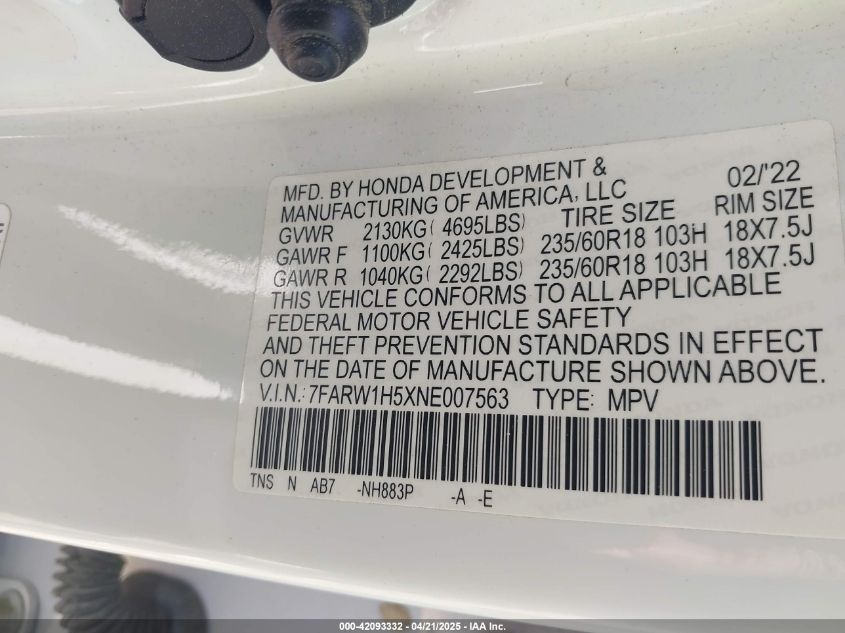 MFD. BY HONDA DEVELOPMENT & 02/'22
MANUFACTURING OF AMERICA, LLC TIRE SIZE RIM SIZE
GVWR 2130KG( 4695LBS)
GAWR F 1100KG( 2425LBS) 235/60R18 103H 18X7.5J
GAWR R 1040KG( 2292LBS) 235/60R18 103H 18X7.5J
THIS VEHICLE CONFORMS TO ALL APPLICABLE
FEDERAL MOTOR VEHICLE SAFETY
AND THEFT PREVENTION STANDARDS IN EFFECT
ON THE DATE OF MANUFACTURE SHOWN ABOVE.
V.I.N.: 7FARW1H5XNE007563 TYPE: MPV
TNS N AB7 -NH883P -A -E
000-42093332 - 04/21/2025 - IAA Inc.